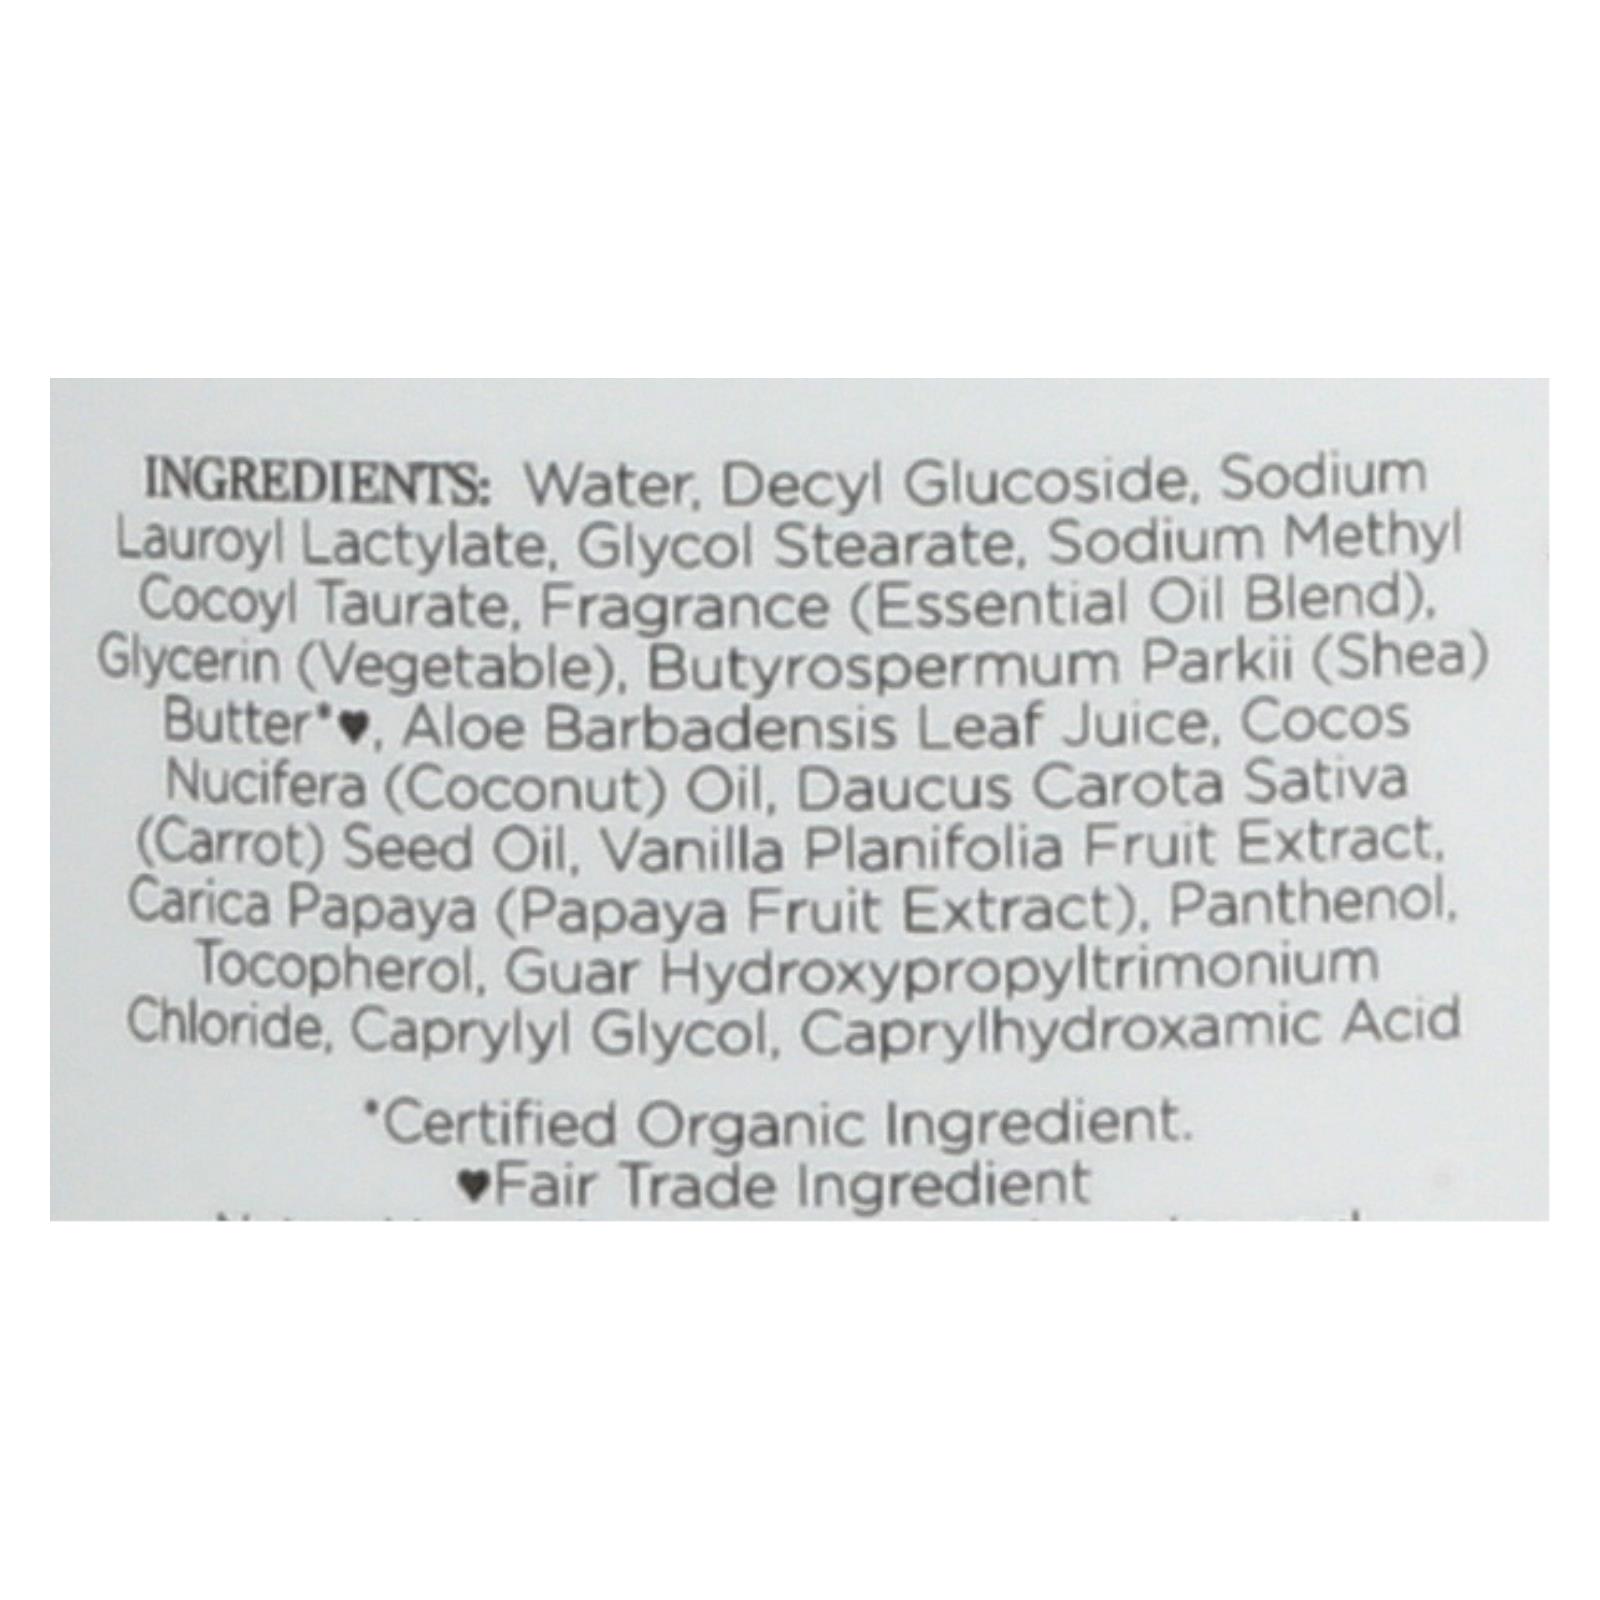 INGREDIENTS: Water, Decyl Glucoside, Sodium
Lauroyl Lactylate, Glycol Stearate, Sodium Methyl
Cocoyl Taurate, Fragrance (Essential Oil Blend),
Glycerin (Vegetable), Butyrospermum Parkii (Shea)
Butter*♥, Aloe Barbadensis Leaf Juice, Cocos
Nucifera (Coconut) Oil, Daucus Carota Sativa
(Carrot) Seed Oil, Vanilla Planifolia Fruit Extract,
Carica Papaya (Papaya Fruit Extract), Panthenol,
Tocopherol, Guar Hydroxypropyltrimonium
Chloride, Caprylyl Glycol, Caprylhydroxamic Acid
*Certified Organic Ingredient.
♥Fair Trade Ingredient